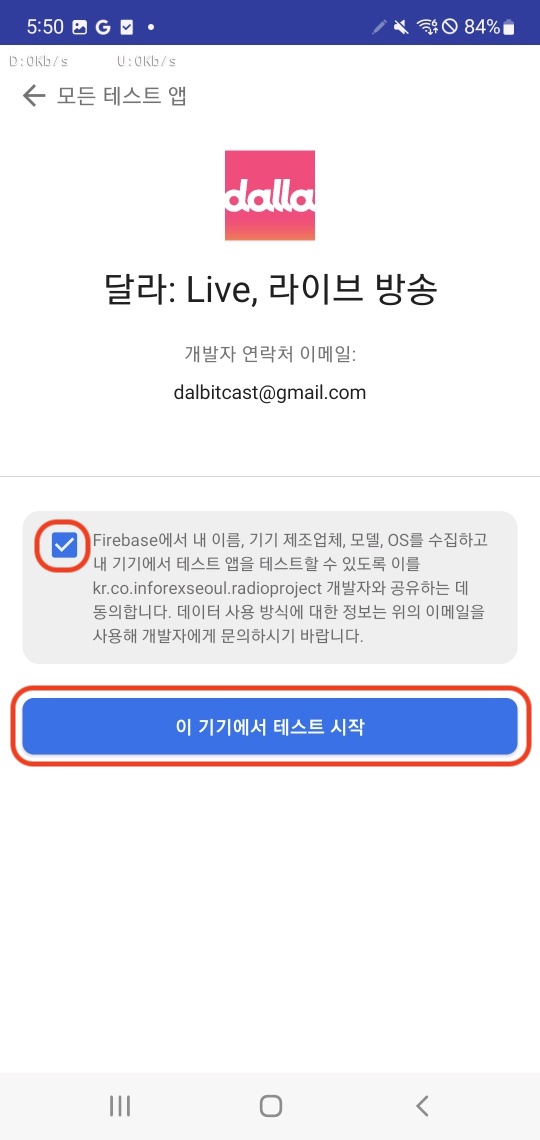 5:50
84%
D:0Kb/s U:0Kb/s
모든 테스트 앱
dalla
달라: Live, 라이브 방송
개발자 연락처 이메일:
dalbitcast@gmail.com
Firebase에서 내 이름, 기기 제조업체, 모델, OS를 수집하고
내 기기에서 테스트 앱을 테스트할 수 있도록 이를
kr.co.inforexseoul.radioproject 개발자와 공유하는 데
동의합니다. 데이터 사용 방식에 대한 정보는 위의 이메일을
사용해 개발자에게 문의하시기 바랍니다.
이 기기에서 테스트 시작